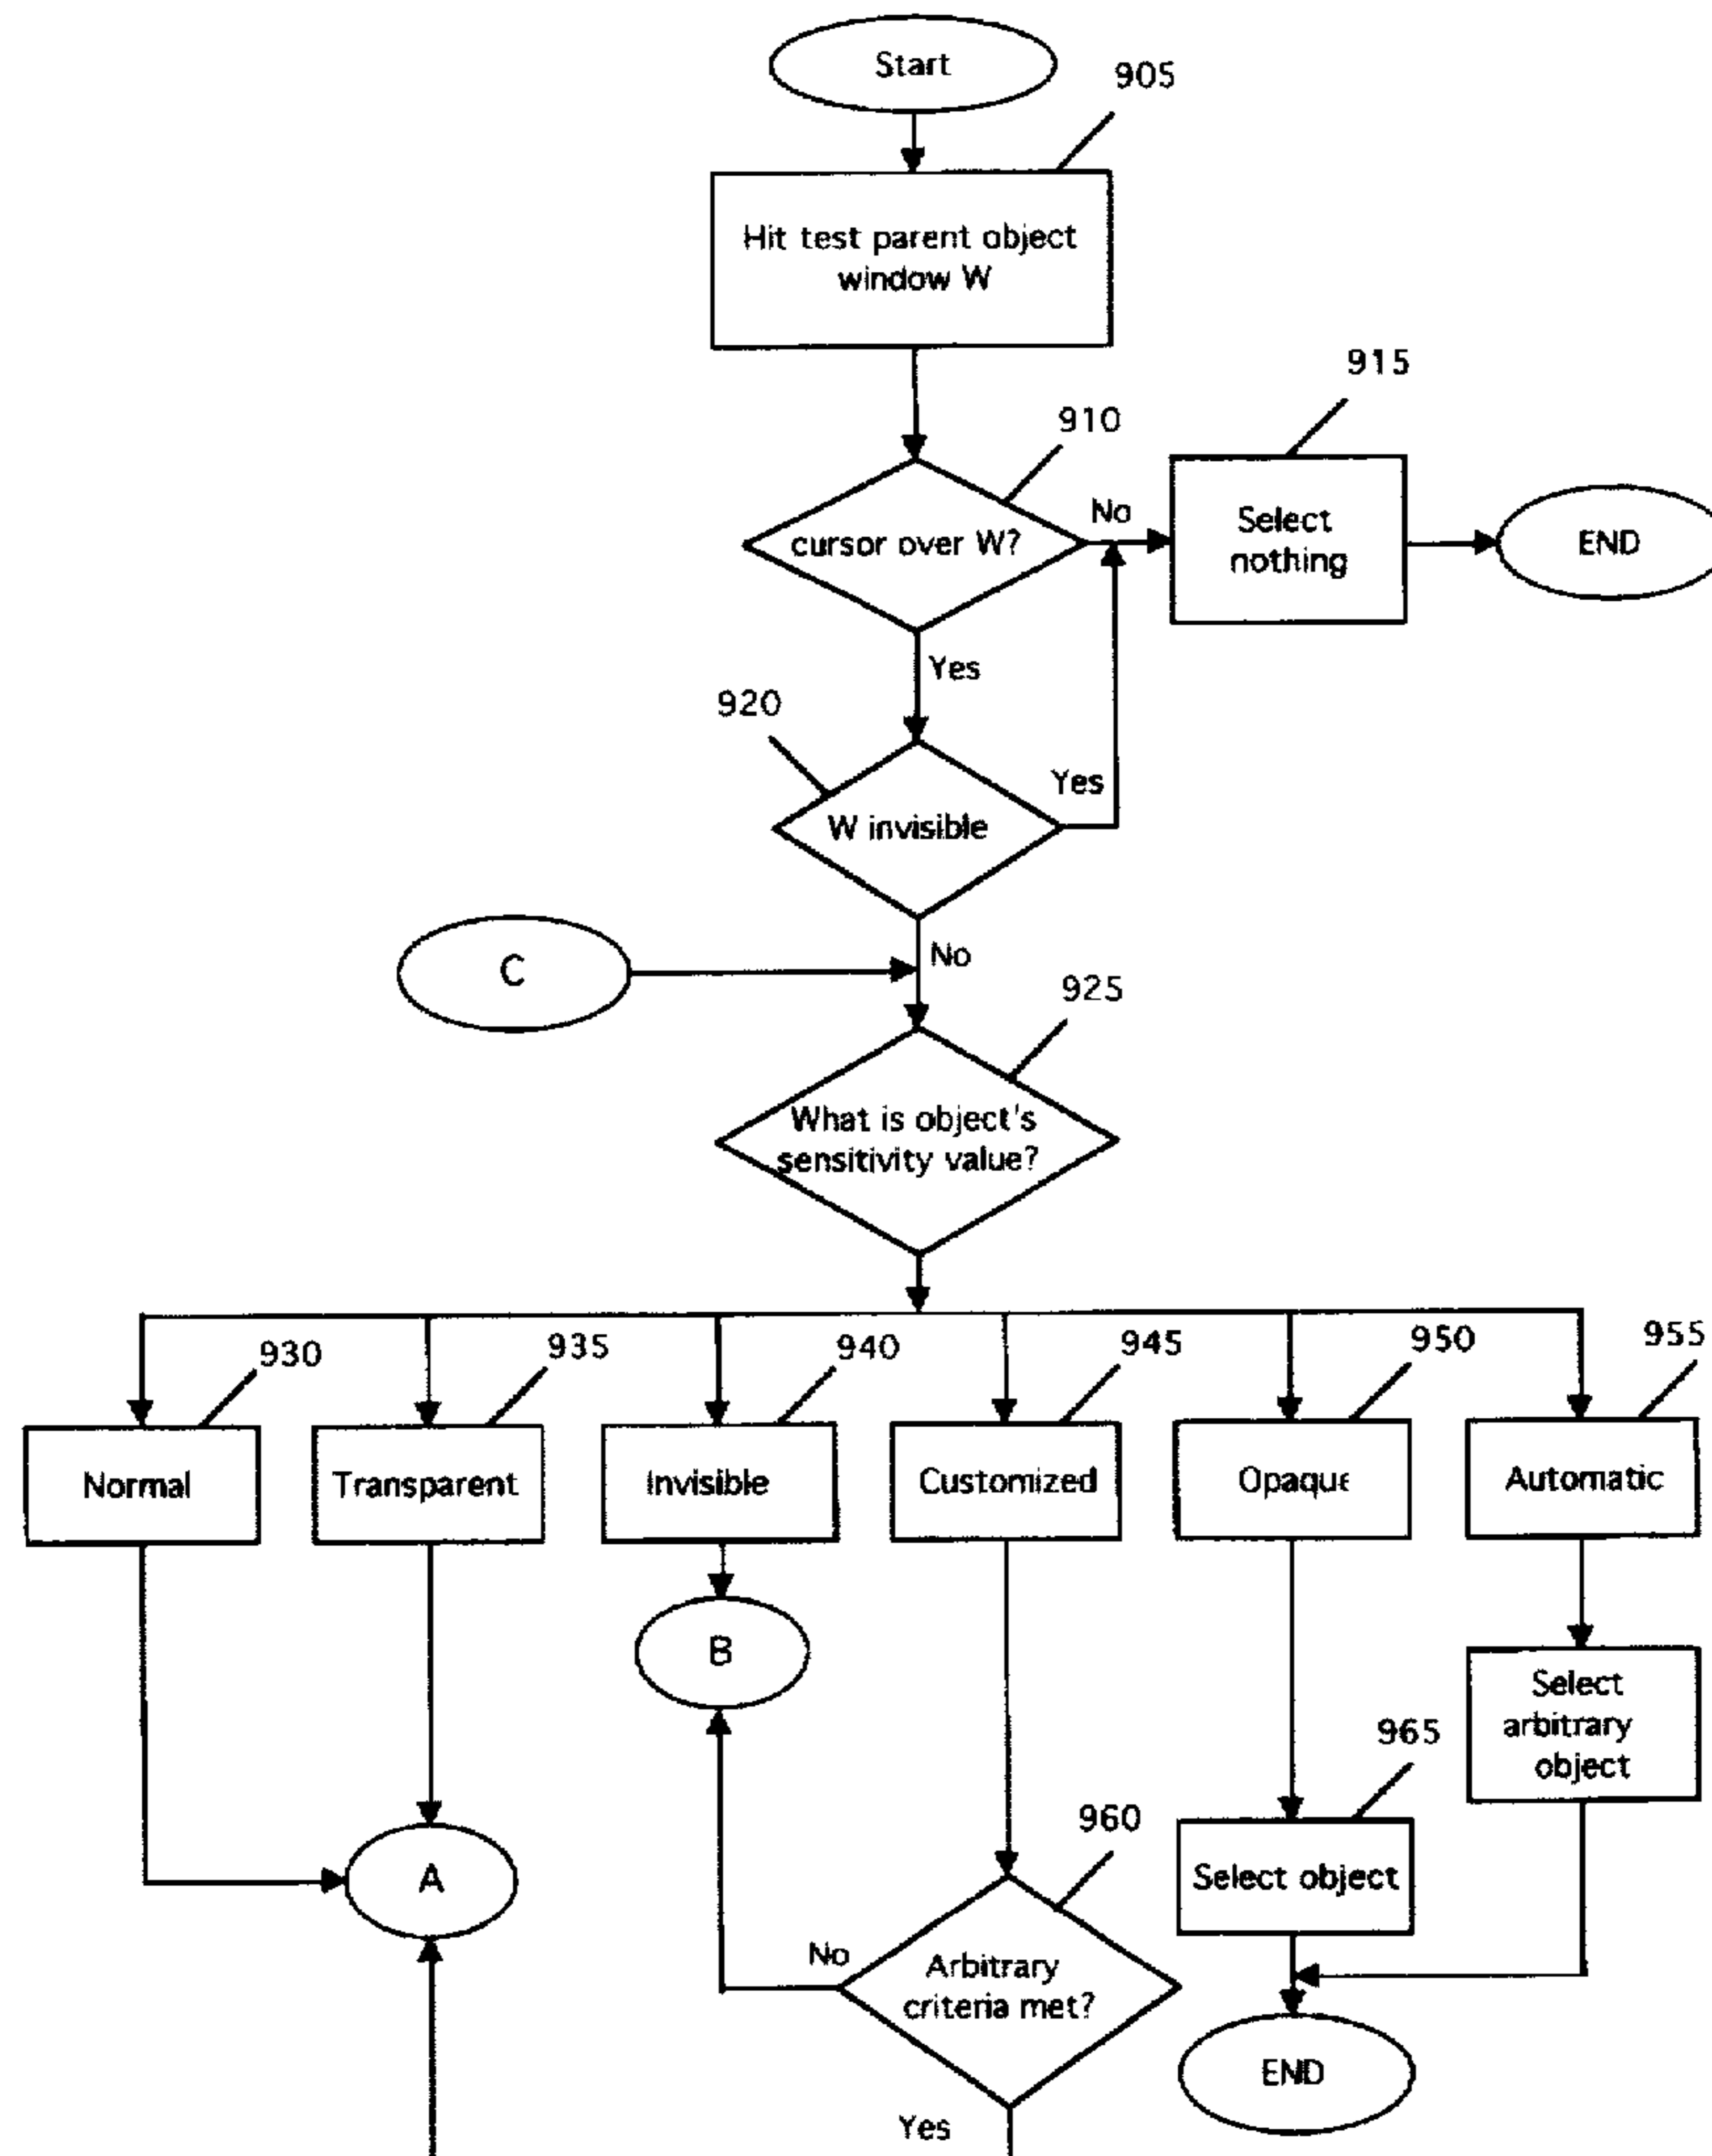 Start
905
Hit test parent object
window W
915
910
No
cursor over W?
Select
nothing
END
Yes
920
Yes
W invisible
C
No
925
What is object's
sensitivity value?
930
935
940
945
950
955
Normal
Transparent
Invisible
Customized
Opaque
Automatic
B
Select
arbitrary
object
965
960
A
Select object
No
Arbitrary
criteria met?
END
Yes